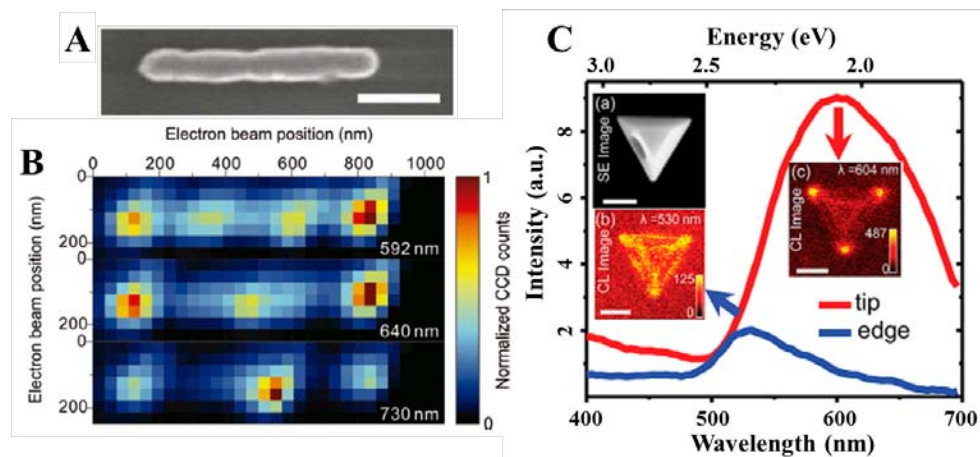 A
B
Electron beam position (nm)
0 200 400 600 800 1000
Electron beam position (nm)
0
200
592 nm
0
200
640 nm
0
200
730 nm
1
Normalized CCD counts
0
C
Energy (eV)
3.0 2.5 2.0
Intensity (a.u.)
8
6
4
2
(a)
SE Image
(b) λ=530 nm
CL Image
125
0
(c) λ=604 nm
CL Image
487
0
tip
edge
400 500 600 700
Wavelength (nm)